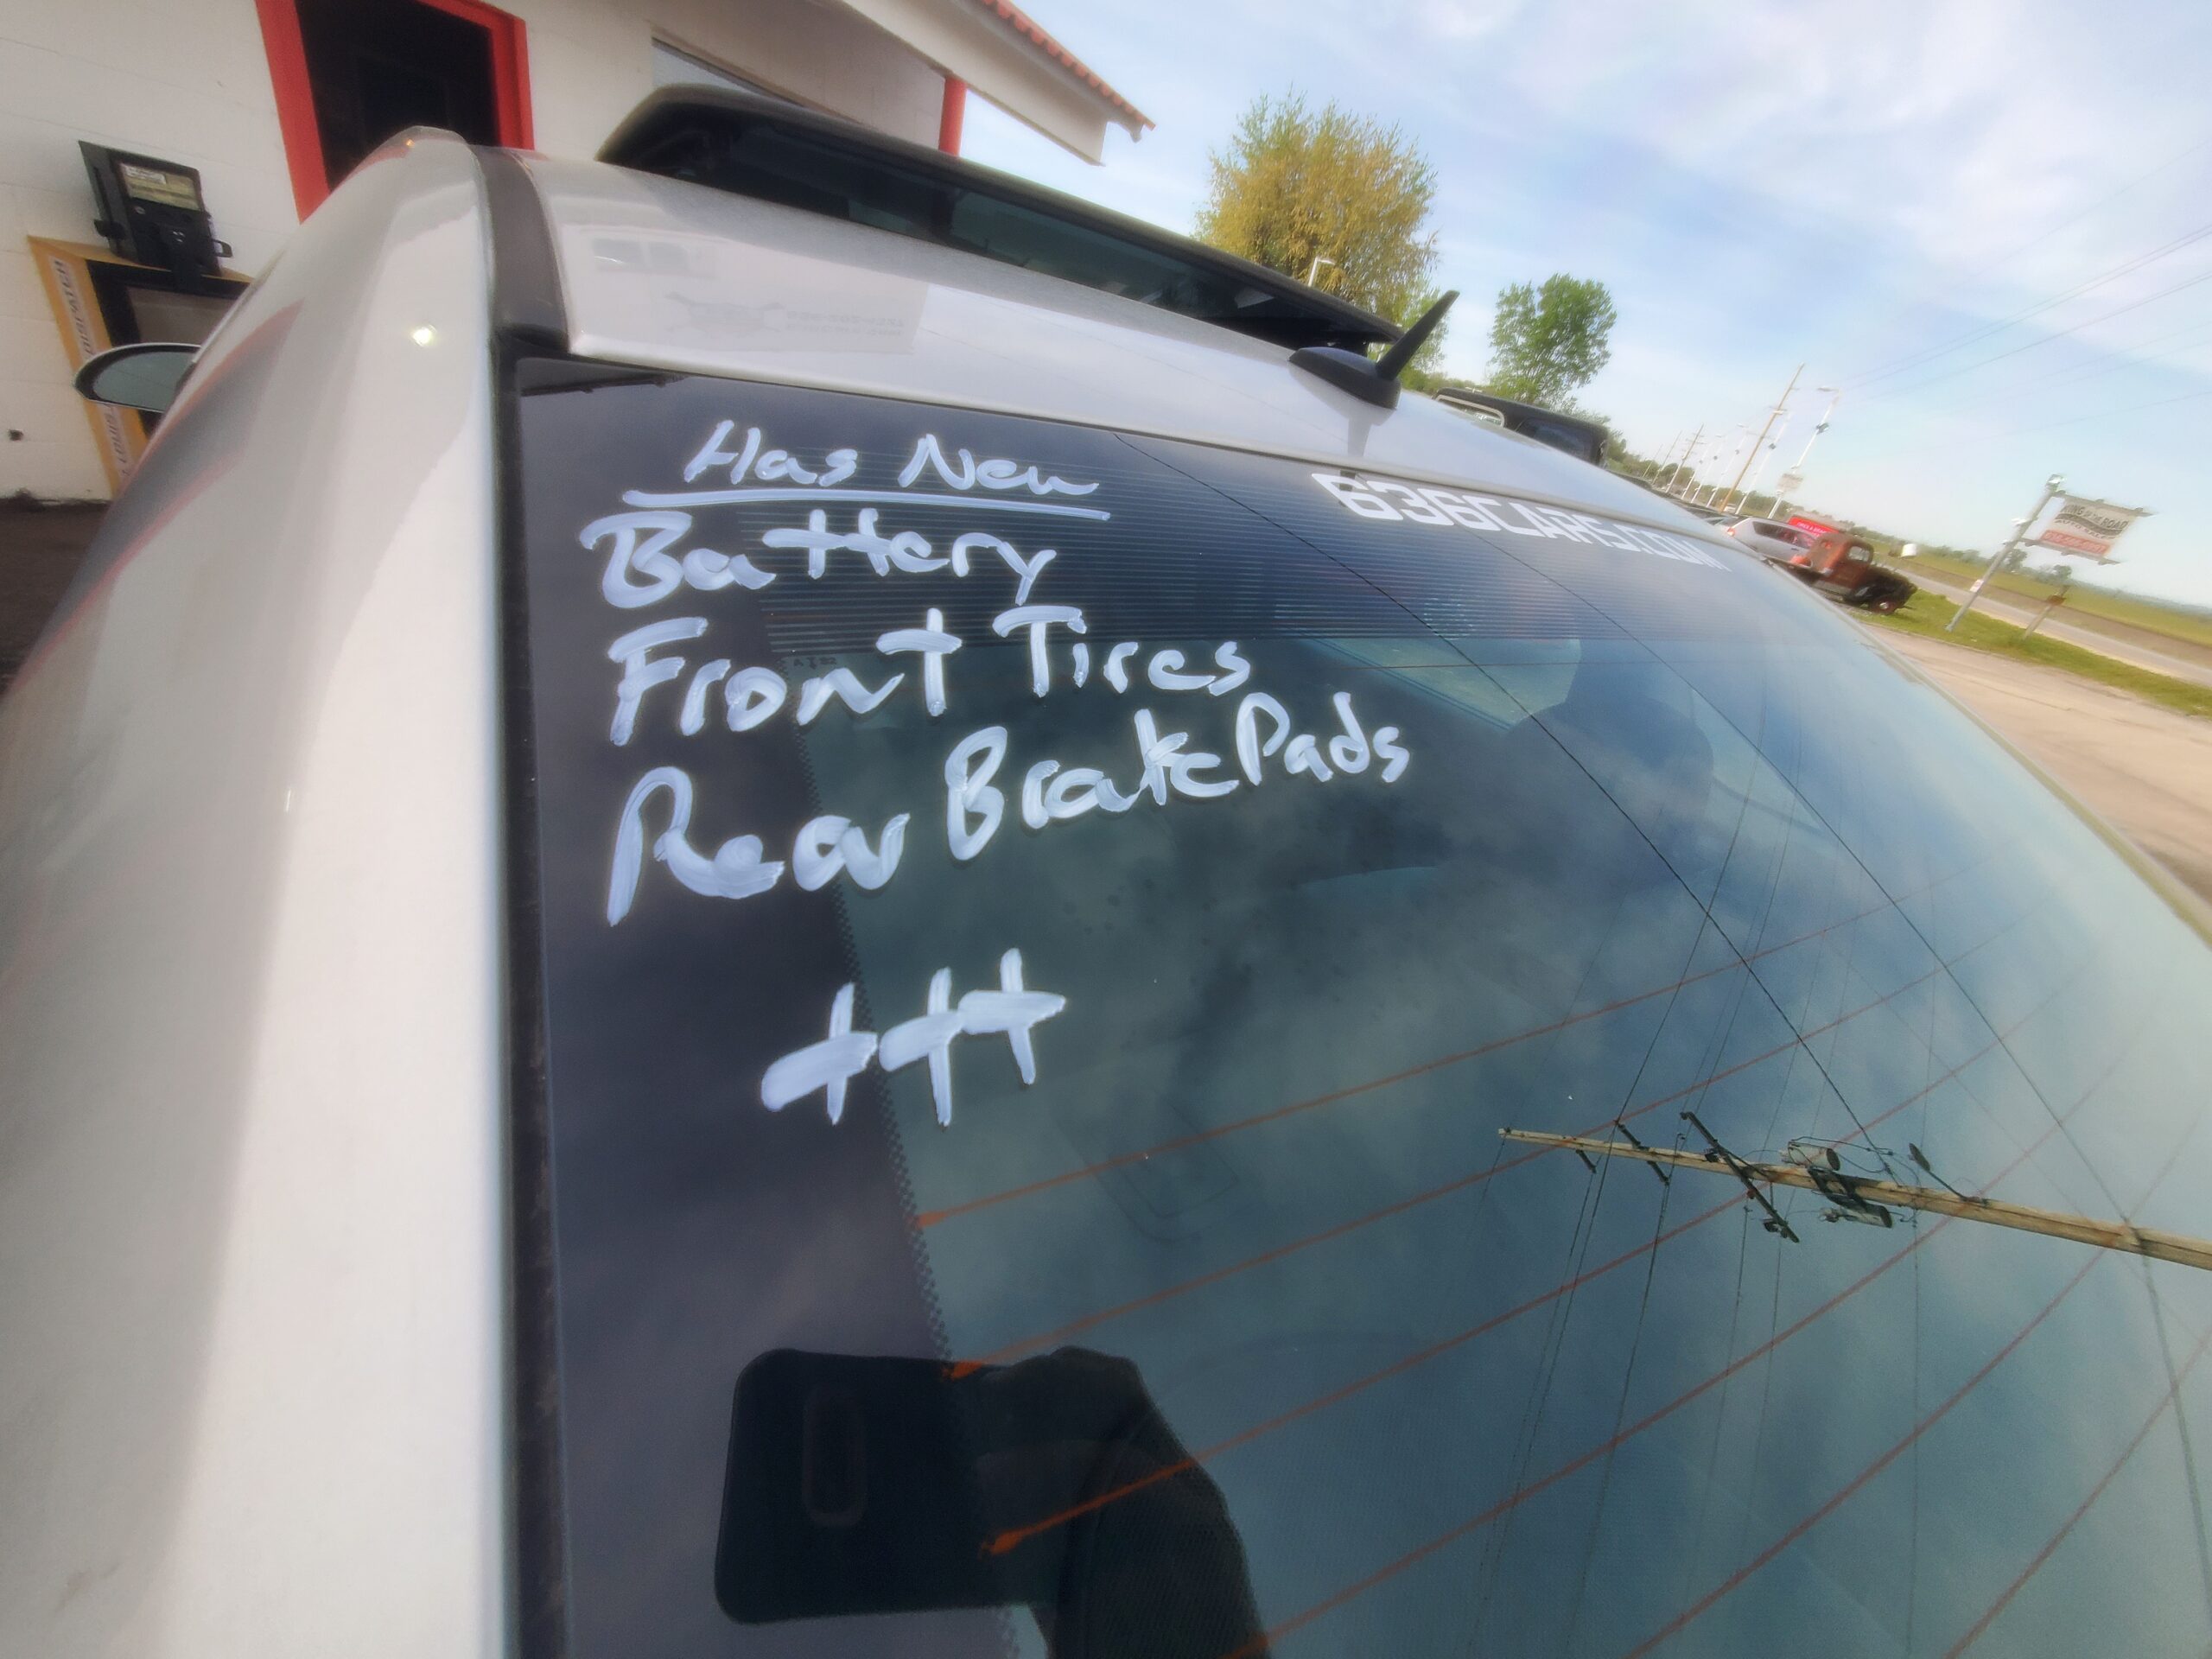 Has New
Battery
Front Tires
Rear Brake Pads
+++
636CARS.COM